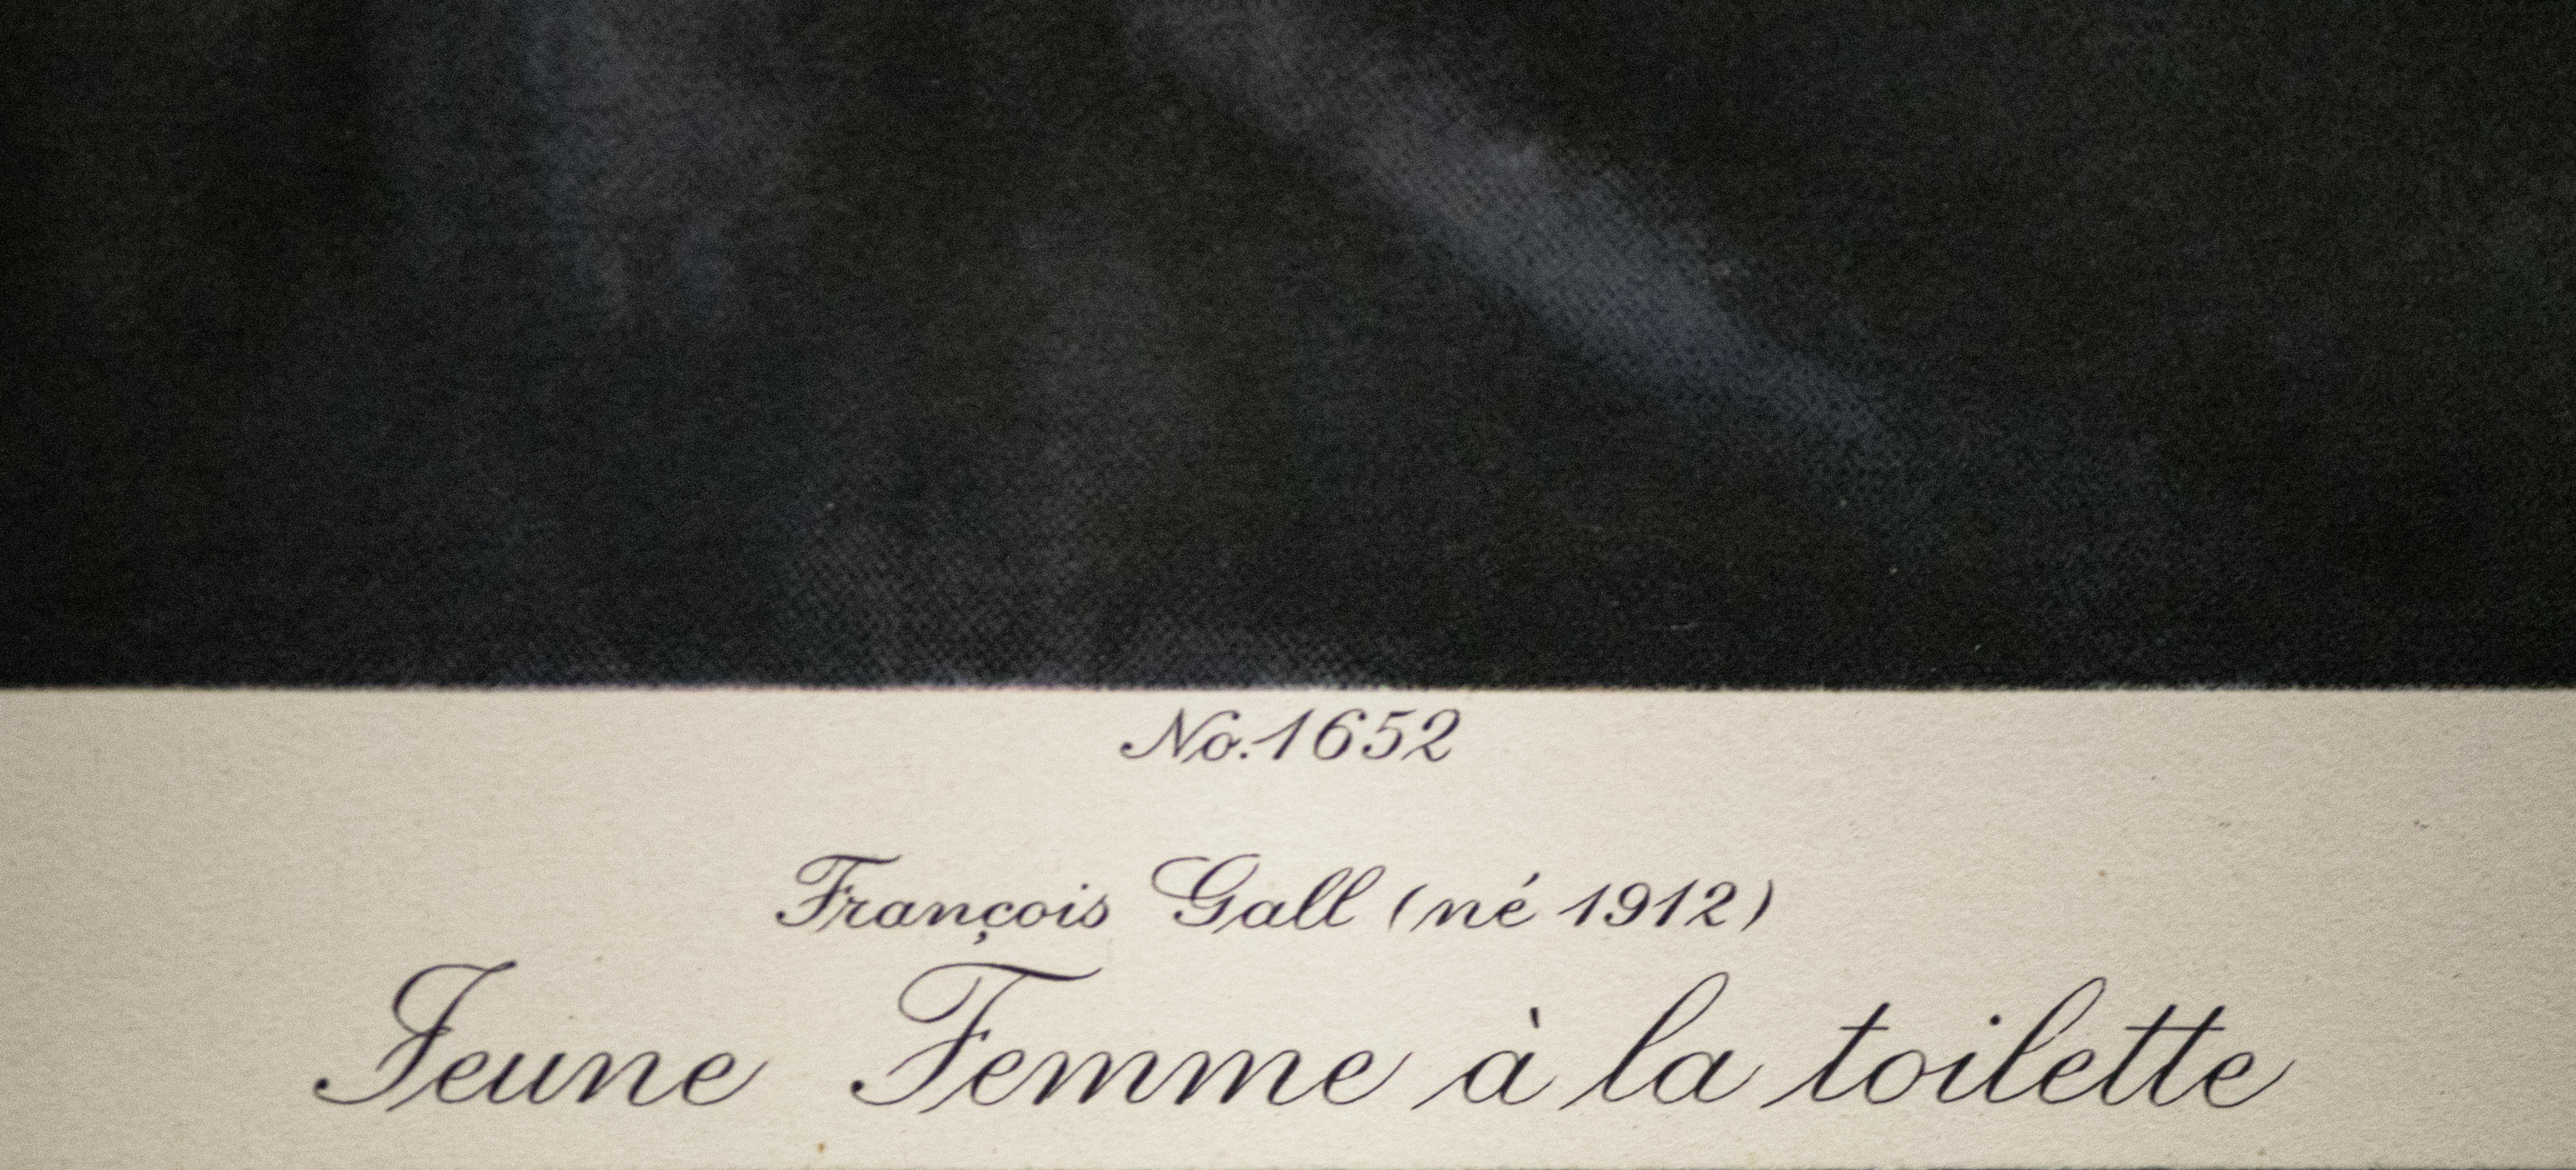 No.1652
François Gall (né 1912)
Jeune Femme à la toilette